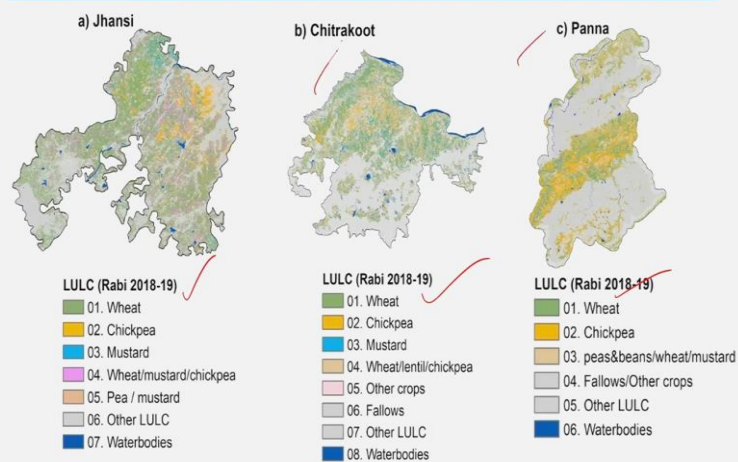 a) Jhansi
b) Chitrakoot
c) Panna
LULC (Rabi 2018-19)
01. Wheat
02. Chickpea
03. Mustard
04. Wheat/mustard/chickpea
05. Pea / mustard
06. Other LULC
07. Waterbodies
LULC (Rabi 2018-19)
01. Wheat
02. Chickpea
03. Mustard
04. Wheat/lentil/chickpea
05. Other crops
06. Fallows
07. Other LULC
08. Waterbodies
LULC (Rabi 2018-19)
01. Wheat
02. Chickpea
03. peas&beans/wheat/mustard
04. Fallows/Other crops
05. Other LULC
06. Waterbodies